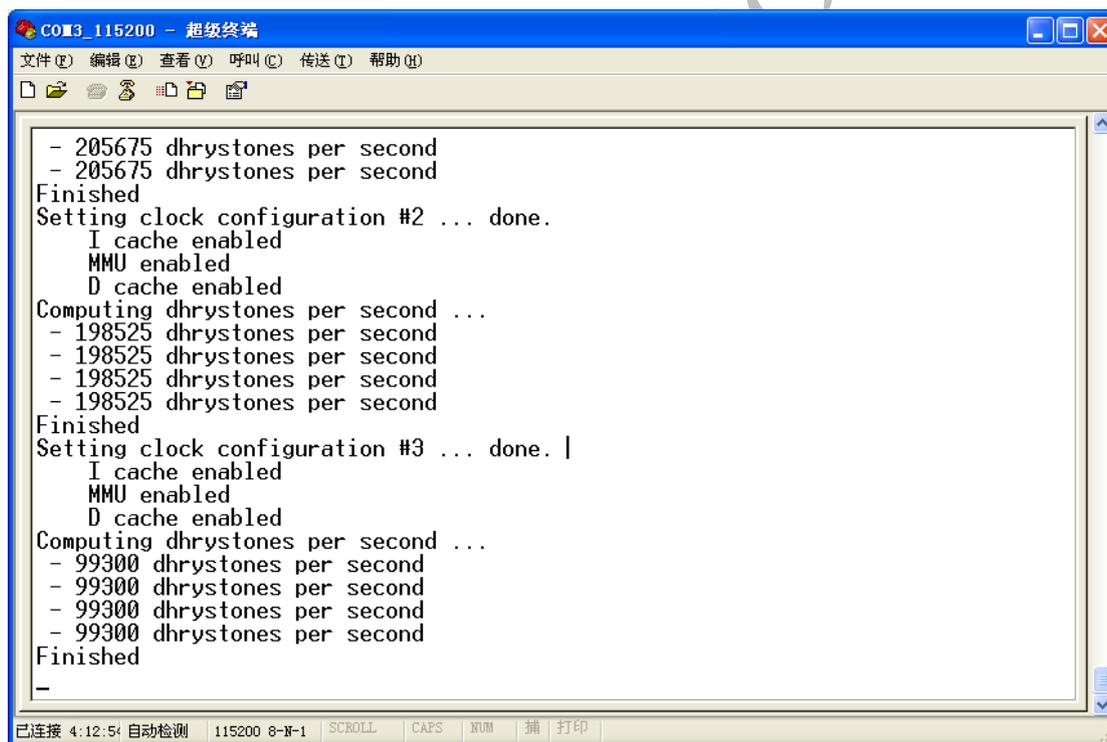 COM3_115200 - 超级终端
文件(F) 编辑(E) 查看(V) 呼叫(C) 传送(T) 帮助(H)
- 205675 dhrystones per second
- 205675 dhrystones per second
Finished
Setting clock configuration #2 ... done.
I cache enabled
MMU enabled
D cache enabled
Computing dhrystones per second ...
- 198525 dhrystones per second
- 198525 dhrystones per second
- 198525 dhrystones per second
- 198525 dhrystones per second
Finished
Setting clock configuration #3 ... done.
I cache enabled
MMU enabled
D cache enabled
Computing dhrystones per second ...
- 99300 dhrystones per second
- 99300 dhrystones per second
- 99300 dhrystones per second
- 99300 dhrystones per second
Finished
已连接 4:12:54 自动检测 115200 8-N-1 SCROLL CAPS NUM 捕 打印